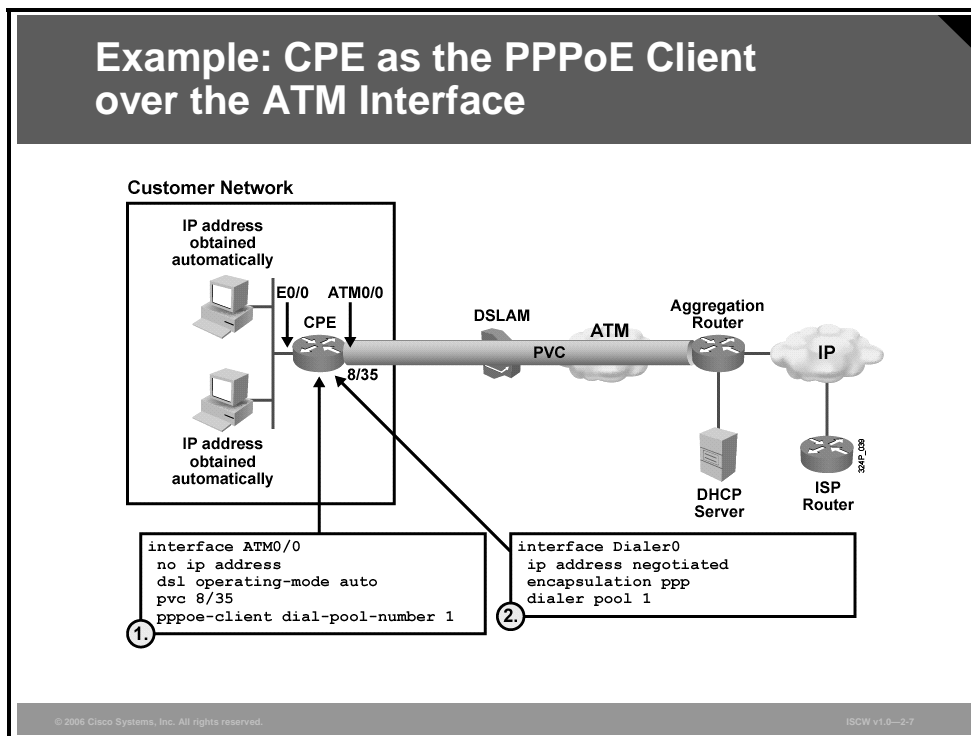 Example: CPE as the PPPoE Client
over the ATM Interface
Customer Network
IP address
obtained
automatically
E0/0
ATM0/0
CPE
8/35
IP address
obtained
automatically
DSLAM
ATM
PVC
Aggregation
Router
IP
DHCP
Server
ISP
Router
324P_039
interface ATM0/0
no ip address
dsl operating-mode auto
pvc 8/35
pppoe-client dial-pool-number 1
1.
interface Dialer0
ip address negotiated
encapsulation ppp
dialer pool 1
2.
© 2006 Cisco Systems, Inc. All rights reserved.
ISCW v1.0—2-7